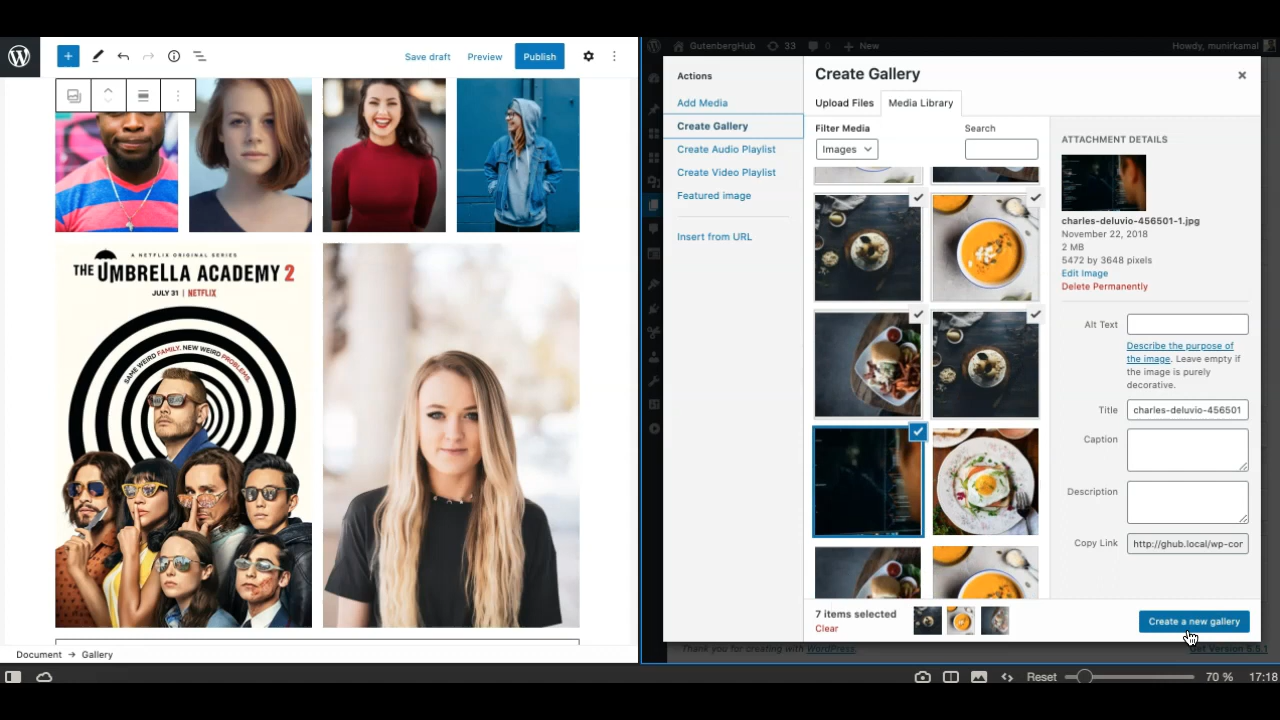 Save draft
Preview
Publish
A NETFLIX ORIGINAL SERIES
THE UMBRELLA ACADEMY 2
JULY 31 | NETFLIX
SAME WEIRD FAMILY. NEW WEIRD PROBLEMS.
Document → Gallery
GutenbergHub
33
0
+ New
Howdy, munirkamal
Actions
Add Media
Create Gallery
Create Audio Playlist
Create Video Playlist
Featured image
Insert from URL
Create Gallery
Upload Files
Media Library
Filter Media
Search
Images
ATTACHMENT DETAILS
charles-deluvio-456501-1.jpg
November 22, 2018
2 MB
5472 by 3648 pixels
Edit Image
Delete Permanently
Alt Text
Describe the purpose of
the image. Leave empty if
the image is purely
decorative.
Title
charles-deluvio-456501
Caption
Description
Copy Link
http://ghub.local/wp-cor
7 items selected
Clear
Create a new gallery
Thank you for creating with WordPress.
Get Version 5.5.1
Reset
70 %
17:18